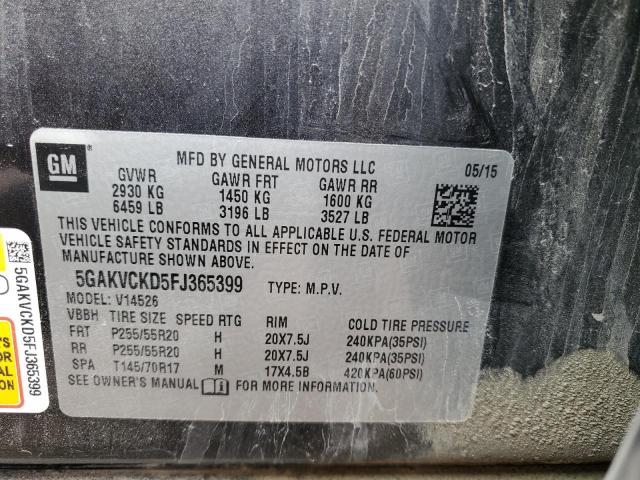 GM
MFD BY GENERAL MOTORS LLC
05/15
GVWR GAWR FRT GAWR RR
2930 KG 1450 KG 1600 KG
6459 LB 3196 LB 3527 LB
THIS VEHICLE CONFORMS TO ALL APPLICABLE U.S. FEDERAL MOTOR
VEHICLE SAFETY STANDARDS IN EFFECT ON THE DATE OF
MANUFACTURE SHOWN ABOVE.
5GAKVCKD5FJ365399 TYPE: M.P.V.
MODEL: V14526
VBBH TIRE SIZE SPEED RTG RIM COLD TIRE PRESSURE
FRT P255/55R20 H 20X7.5J 240KPA(35PSI)
RR P255/55R20 H 20X7.5J 240KPA(35PSI)
SPA T145/70R17 M 17X4.5B 420KPA(60PSI)
SEE OWNER'S MANUAL FOR MORE INFORMATION.
5GAKVCKD5FJ365399